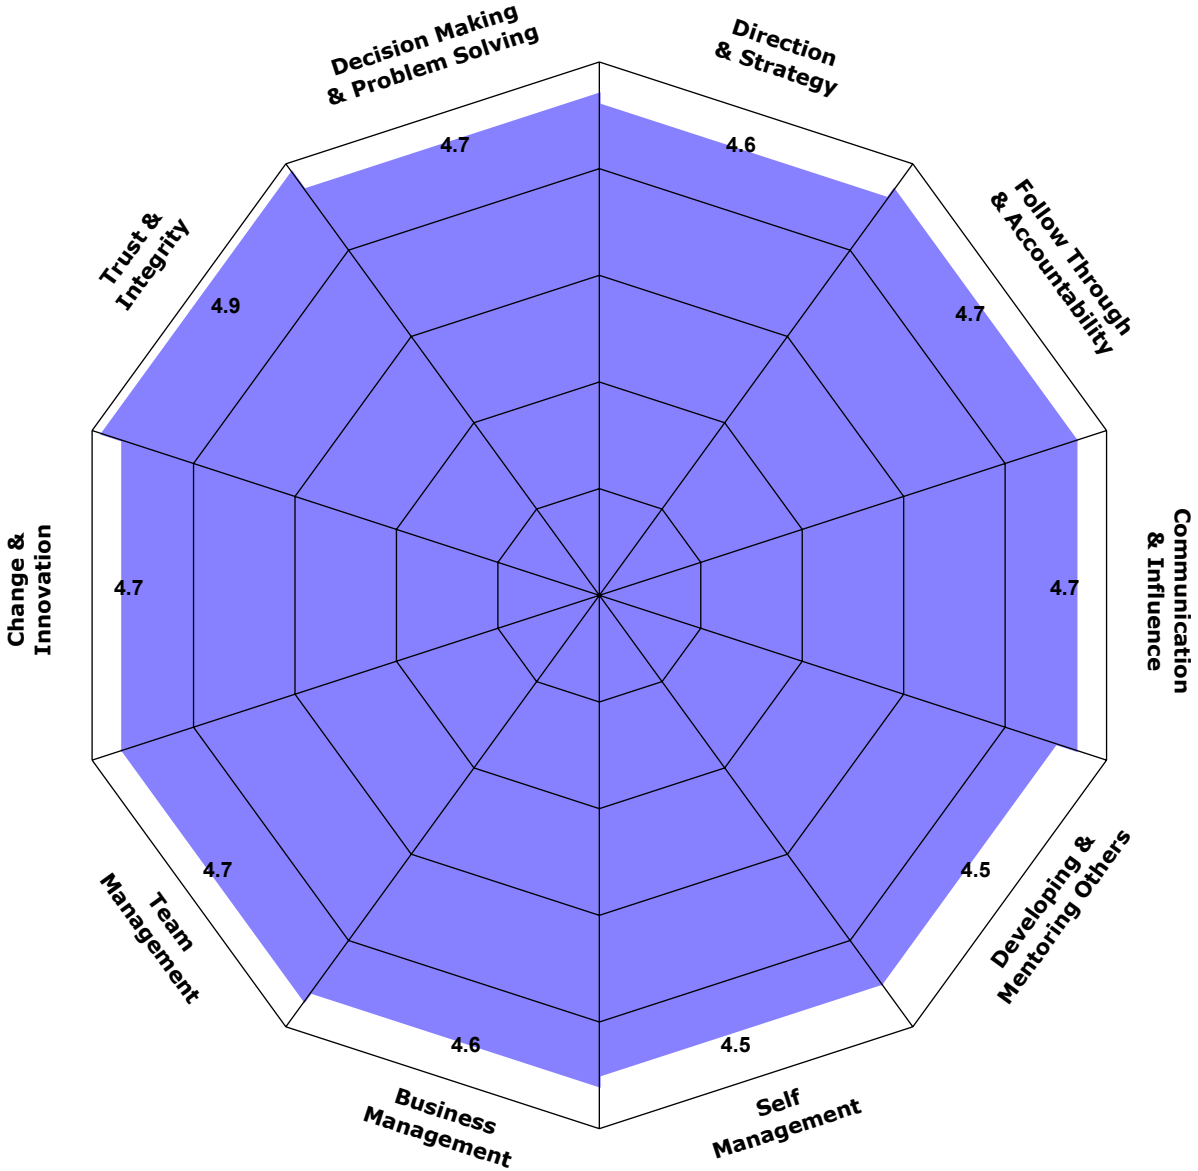 Decision Making
& Problem Solving
4.7
Direction
& Strategy
4.6
Follow Through
& Accountability
4.7
Communication
& Influence
4.7
Developing &
Mentoring Others
4.5
Self
Management
4.5
Business
Management
4.6
Team
Management
4.7
Change &
Innovation
4.7
Trust &
Integrity
4.9